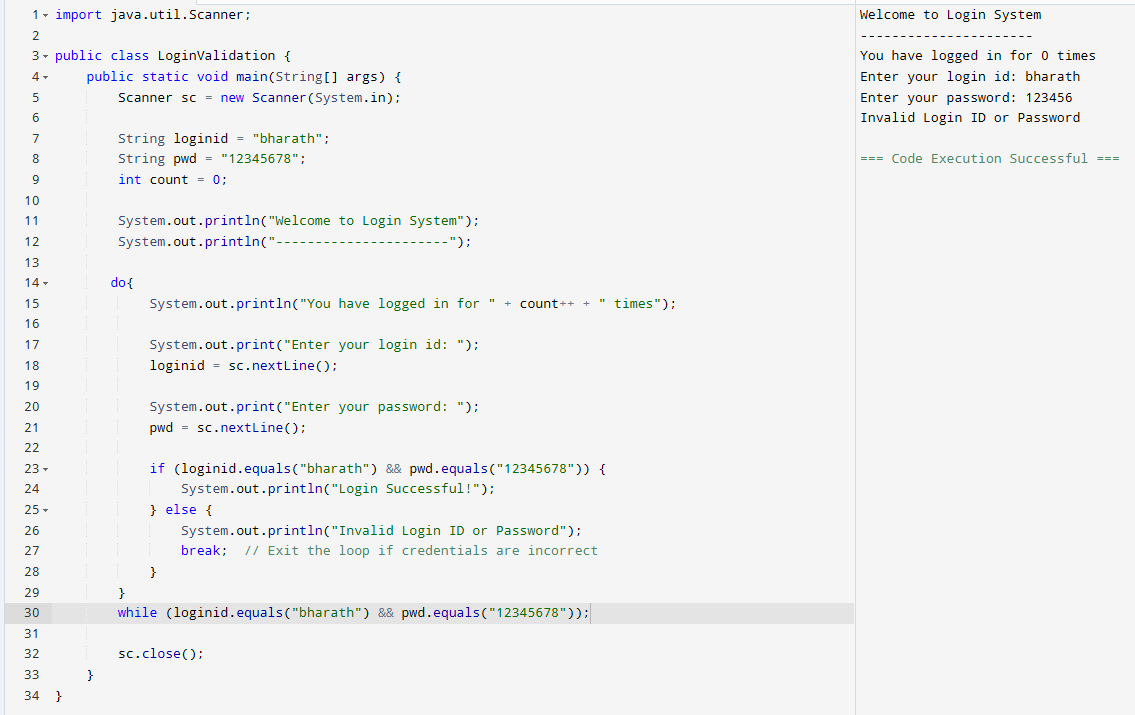 1 import java.util.Scanner;
2
3 public class LoginValidation {
4     public static void main(String[] args) {
5         Scanner sc = new Scanner(System.in);
6
7         String loginid = "bharath";
8         String pwd = "12345678";
9         int count = 0;
10
11         System.out.println("Welcome to Login System");
12         System.out.println("----------------------");
13
14        do{
15             System.out.println("You have logged in for " + count++ + " times");
16
17             System.out.print("Enter your login id: ");
18             loginid = sc.nextLine();
19
20             System.out.print("Enter your password: ");
21             pwd = sc.nextLine();
22
23             if (loginid.equals("bharath") && pwd.equals("12345678")) {
24                 System.out.println("Login Successful!");
25             } else {
26                 System.out.println("Invalid Login ID or Password");
27                 break;  // Exit the loop if credentials are incorrect
28             }
29         }
30         while (loginid.equals("bharath") && pwd.equals("12345678"));
31
32         sc.close();
33     }
34 }
Welcome to Login System
----------------------
You have logged in for 0 times
Enter your login id: bharath
Enter your password: 123456
Invalid Login ID or Password
=== Code Execution Successful ===